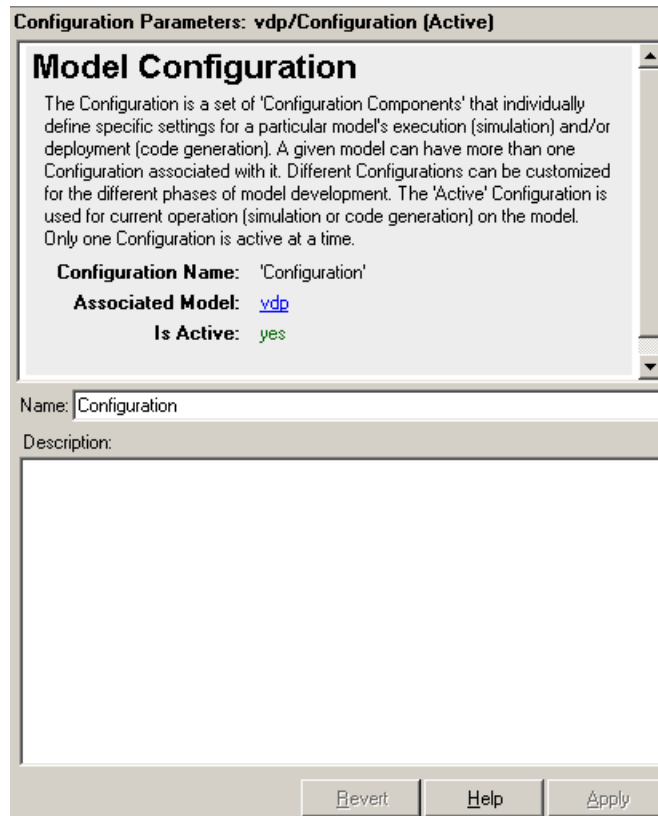 Configuration Parameters: vdp/Configuration (Active)
Model Configuration
The Configuration is a set of 'Configuration Components' that individually
define specific settings for a particular model's execution (simulation) and/or
deployment (code generation). A given model can have more than one
Configuration associated with it. Different Configurations can be customized
for the different phases of model development. The 'Active' Configuration is
used for current operation (simulation or code generation) on the model.
Only one Configuration is active at a time.
Configuration Name: 'Configuration'
Associated Model: vdp
Is Active: yes
Name: Configuration
Description:
Revert Help Apply